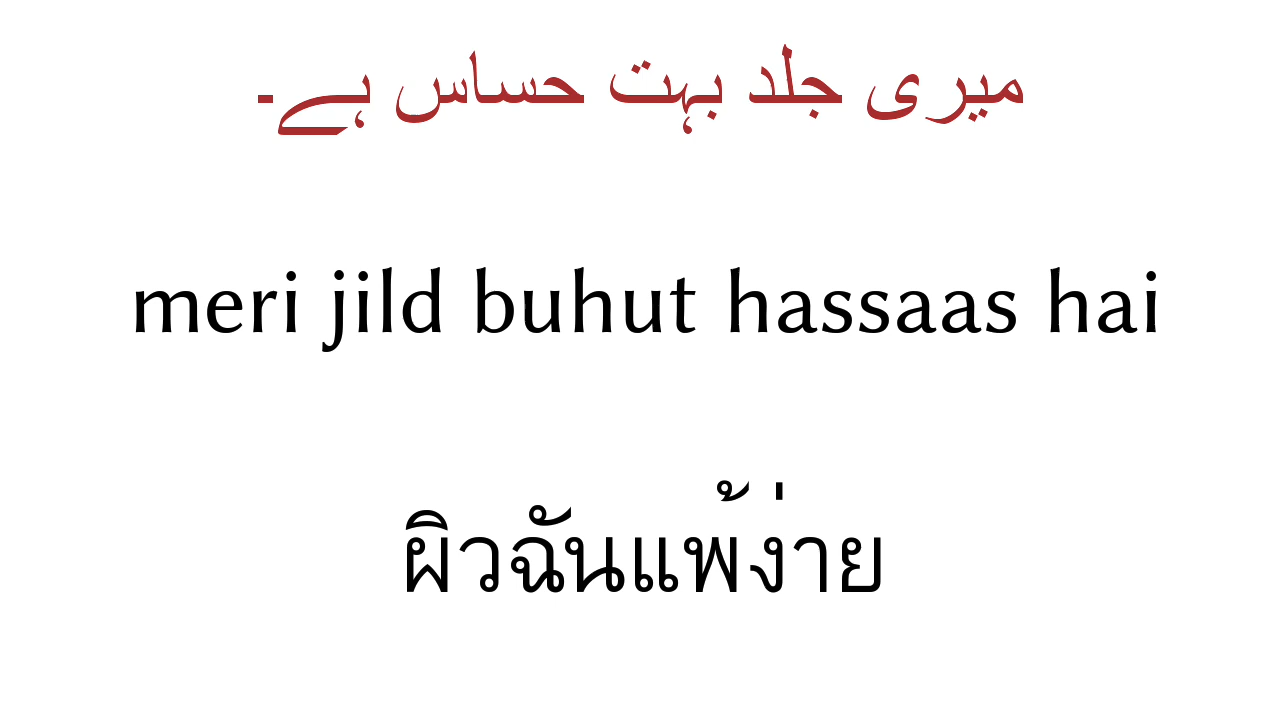 میری جلد بہت حساس ہے۔
meri jild buhut hassaas hai
ผิวฉันแพ้ง่าย